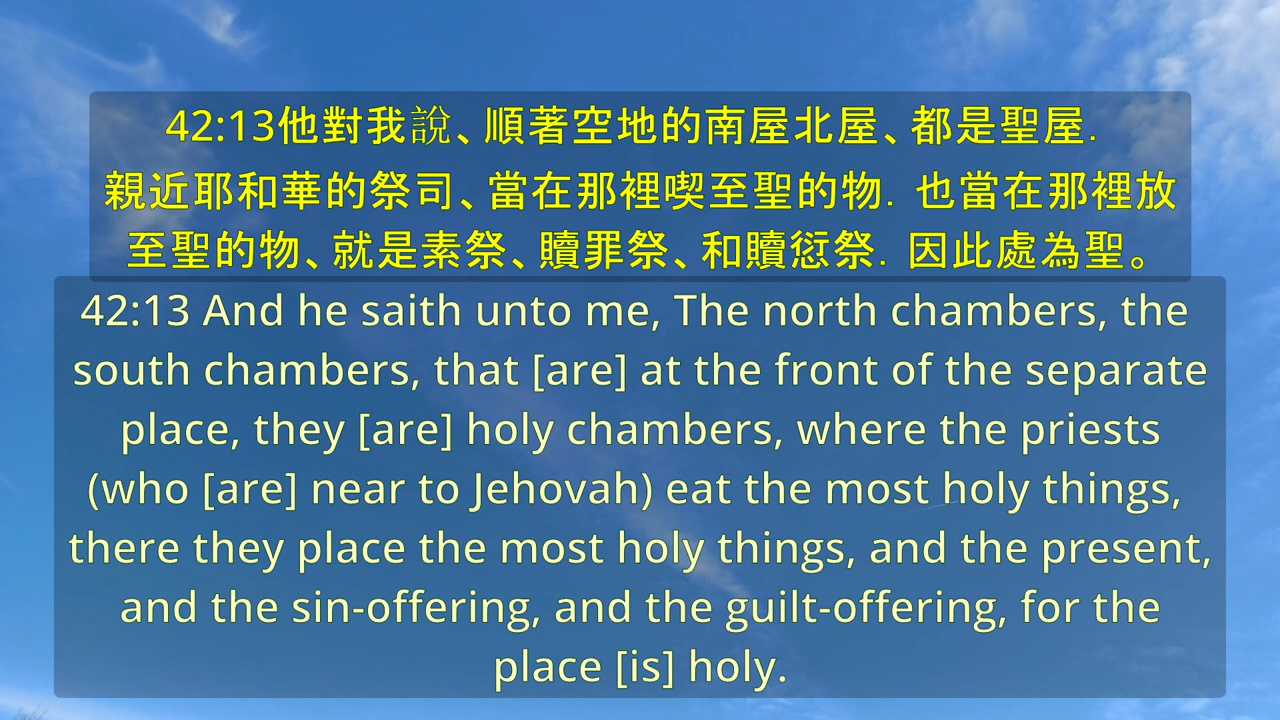 42:13他對我說、順著空地的南屋北屋、都是聖屋.
親近耶和華的祭司、當在那裡喫至聖的物. 也當在那裡放
至聖的物、就是素祭、贖罪祭、和贖愆祭. 因此處為聖。
42:13 And he saith unto me, The north chambers, the
south chambers, that [are] at the front of the separate
place, they [are] holy chambers, where the priests
(who [are] near to Jehovah) eat the most holy things,
there they place the most holy things, and the present,
and the sin-offering, and the guilt-offering, for the
place [is] holy.